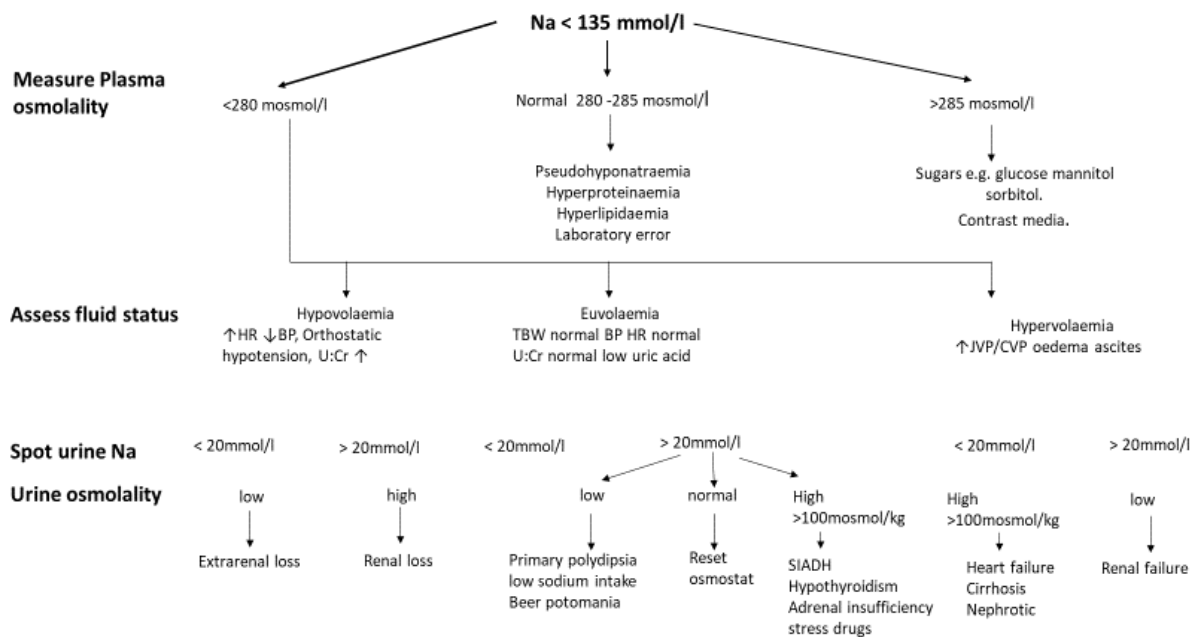 Na < 135 mmol/l
Measure Plasma
osmolality
<280 mosmol/l
Normal 280 -285 mosmol/l
>285 mosmol/l
Pseudohyponatraemia
Hyperproteinaemia
Hyperlipidaemia
Laboratory error
Sugars e.g. glucose mannitol
sorbitol.
Contrast media.
Assess fluid status
Hypovolaemia
↑HR ↓BP, Orthostatic
hypotension, U:Cr ↑
Euvolaemia
TBW normal BP HR normal
U:Cr normal low uric acid
Hypervolaemia
↑JVP/CVP oedema ascites
Spot urine Na
< 20mmol/l
> 20mmol/l
< 20mmol/l
> 20mmol/l
< 20mmol/l
> 20mmol/l
Urine osmolality
low
high
low
normal
High
>100mosmol/kg
High
>100mosmol/kg
low
Extrarenal loss
Renal loss
Primary polydipsia
low sodium intake
Beer potomania
Reset
osmostat
SIADH
Hypothyroidism
Adrenal insufficiency
stress drugs
Heart failure
Cirrhosis
Nephrotic
Renal failure